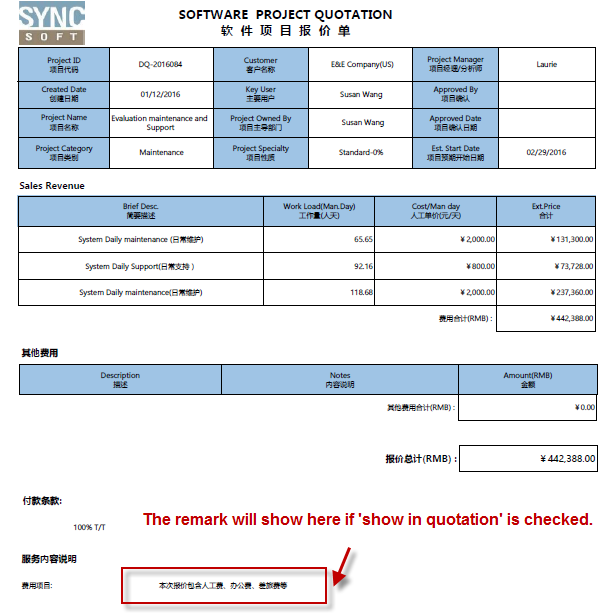 SYNC
SOFT
SOFTWARE PROJECT QUOTATION
软 件 项 目 报 价 单
Project ID
项目代码
DQ-2016084
Customer
客户名称
E&E Company(US)
Project Manager
项目经理/分析师
Laurie
Created Date
创建日期
01/12/2016
Key User
主要用户
Susan Wang
Approved By
项目确认
Project Name
项目名称
Evaluation maintenance and
Support
Project Owned By
项目主导部门
Susan Wang
Approved Date
项目确认日期
Project Category
项目类别
Maintenance
Project Specialty
项目性质
Standard-0%
Est. Start Date
项目预期开始日期
02/29/2016
Sales Revenue
Brief Desc.
简要描述
Work Load(Man.Day)
工作量(人天)
Cost/Man day
人工单价(元/天)
Ext.Price
合计
System Daily maintenance (日常维护)
65.65
¥ 2,000.00
¥ 131,300.00
System Daily Support(日常支持 )
92.16
¥ 800.00
¥ 73,728.00
System Daily maintenance(日常维护)
118.68
¥ 2,000.00
¥ 237,360.00
费用合计(RMB) :
¥ 442,388.00
其他费用
Description
描述
Notes
内容说明
Amount(RMB)
金额
其他费用合计(RMB) :
¥ 0.00
报价总计(RMB) :
¥ 442,388.00
付款条款:
100% T/T
The remark will show here if 'show in quotation' is checked.
服务内容说明
费用项目:
本次报价包含人工费、办公费、差旅费等